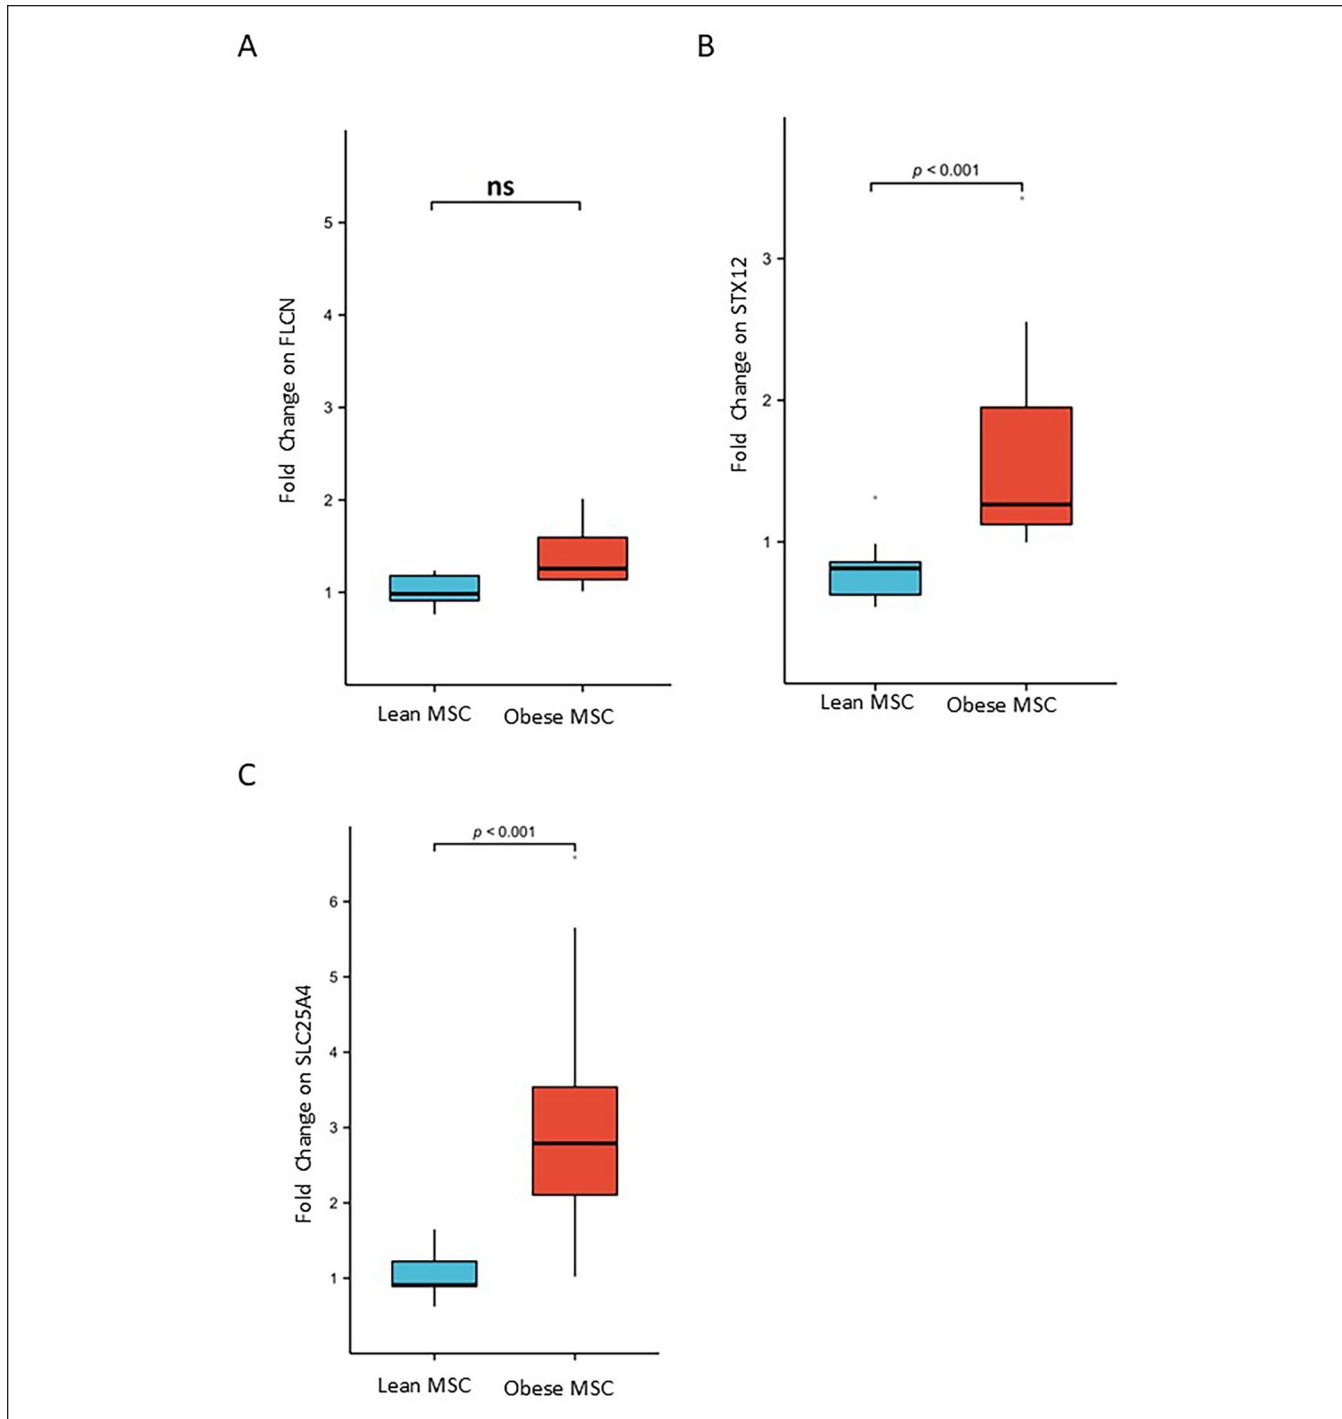 A
ns
5
4
3
2
1
Fold Change on FLCN
Lean MSC
Obese MSC
B
p < 0.001
3
2
1
Fold Change on STX12
Lean MSC
Obese MSC
C
p < 0.001
6
5
4
3
2
1
Fold Change on SLC25A4
Lean MSC
Obese MSC